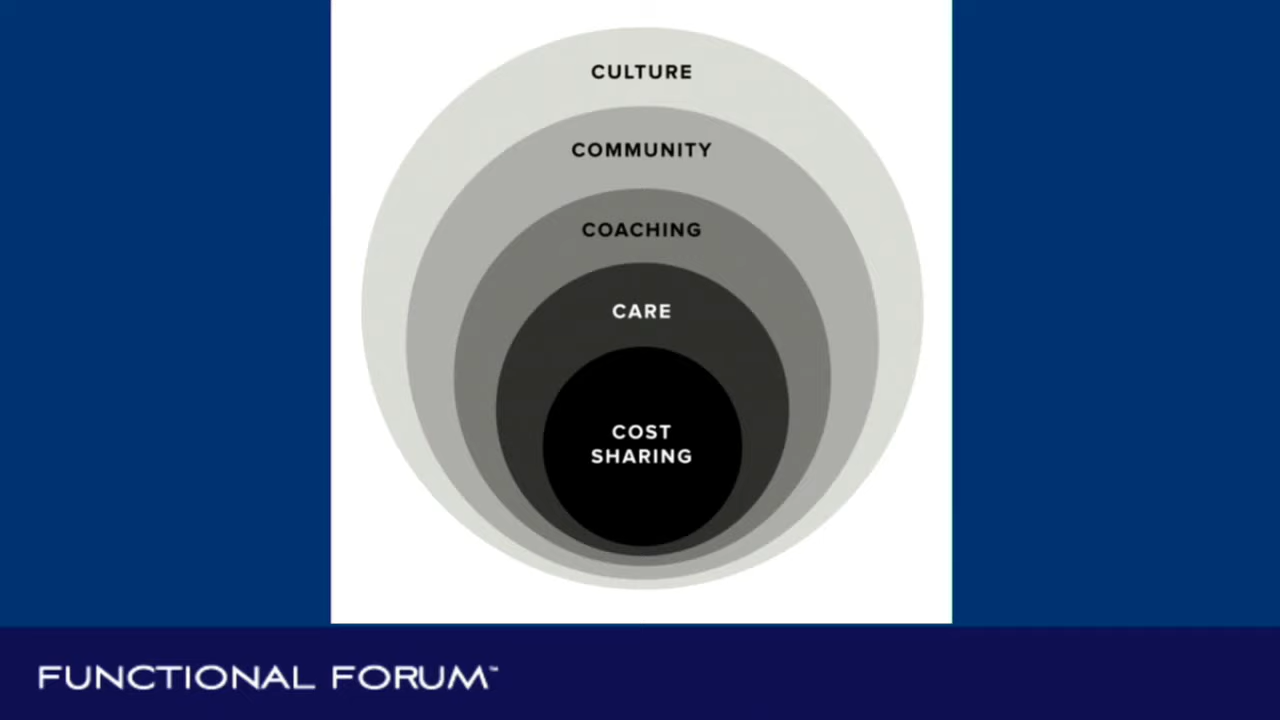 CULTURE
COMMUNITY
COACHING
CARE
COST
SHARING
FUNCTIONAL FORUM™